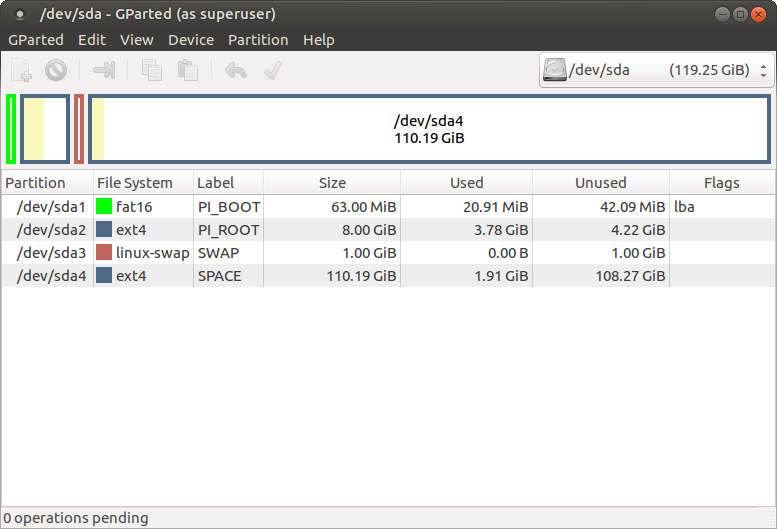 /dev/sda - GParted (as superuser)
GParted Edit View Device Partition Help
/dev/sda (119.25 GiB)
/dev/sda4
110.19 GiB
Partition File System Label Size Used Unused Flags
/dev/sda1 fat16 PI_BOOT 63.00 MiB 20.91 MiB 42.09 MiB lba
/dev/sda2 ext4 PI_ROOT 8.00 GiB 3.78 GiB 4.22 GiB
/dev/sda3 linux-swap SWAP 1.00 GiB 0.00 B 1.00 GiB
/dev/sda4 ext4 SPACE 110.19 GiB 1.91 GiB 108.27 GiB
0 operations pending